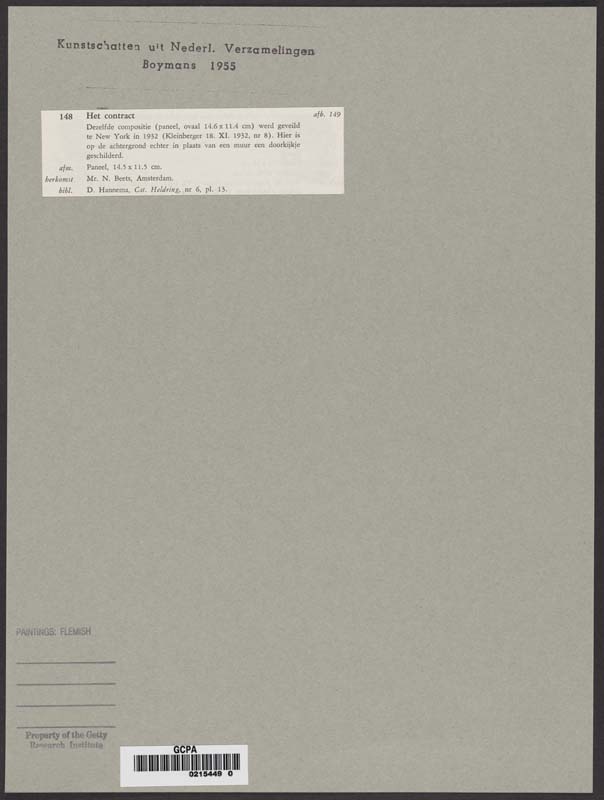 Kunstschatten uit Nederl. Verzamelingen
Boymans 1955
148 Het contract afb. 149
Dezelfde compositie (paneel, ovaal 14.6 x 11.4 cm) werd geveild
te New York in 1932 (Kleinberger 18. XI. 1932, nr 8). Hier is
op de achtergrond echter in plaats van een muur een doorkijkje
geschilderd.
afm. Paneel, 14.5 x 11.5 cm.
herkomst Mr. N. Beets, Amsterdam.
bibl. D. Hannema, Cat. Heldring, nr 6, pl. 13.
PAINTINGS: FLEMISH
Property of the Getty
Research Institute
GCPA
0215449 0